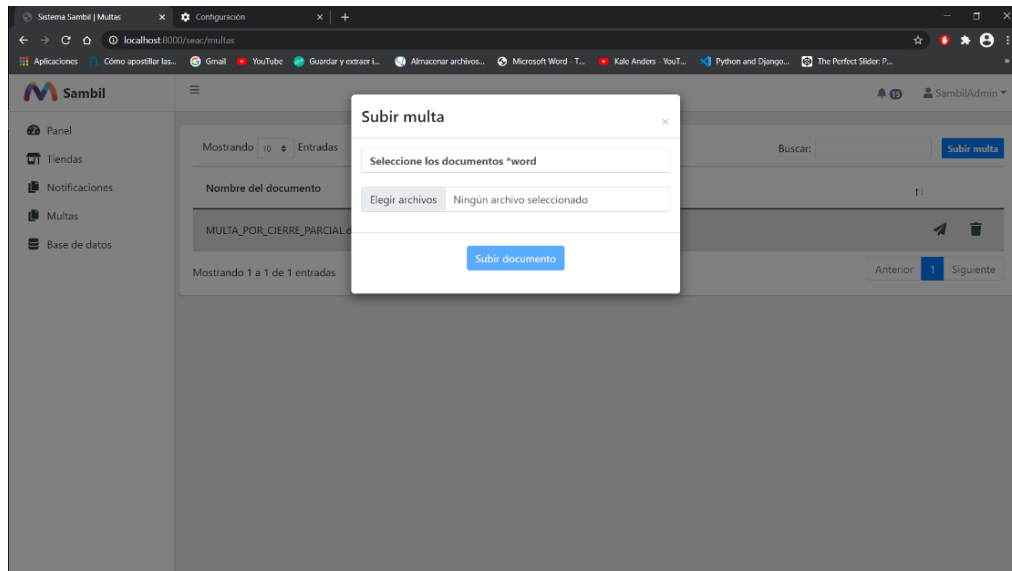 Sistema Sambil | Multas
Configuración
localhost:8000/seac/multas
Aplicaciones Cómo apostillar las... Gmail YouTube Guardar y extraer i... Almacenar archivos... Microsoft Word - T... Kale Anders - YouT... Python and Django... The Perfect Slider: P...
Sambil
15 SambilAdmin
Panel
Tiendas
Notificaciones
Multas
Base de datos
Subir multa
×
Mostrando 10 Entradas
Buscar:
Subir multa
Seleccione los documentos *word
Nombre del documento
Elegir archivos Ningún archivo seleccionado
MULTA_POR_CIERRE_PARCIAL.d
Subir documento
Mostrando 1 a 1 de 1 entradas
Anterior 1 Siguiente